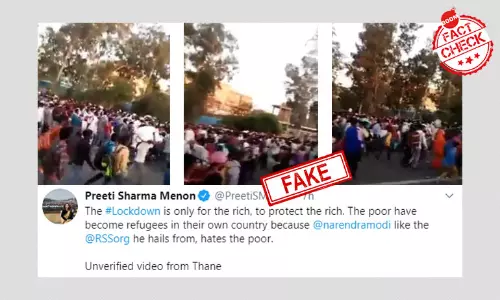 BOOM
FACT
CHECK
FAKE
Preeti Sharma Menon @PreetiSM 7h
The #Lockdown is only for the rich, to protect the rich. The poor have
become refugees in their own country because @narendramodi like the
@RSSorg he hails from, hates the poor.
Unverified video from Thane